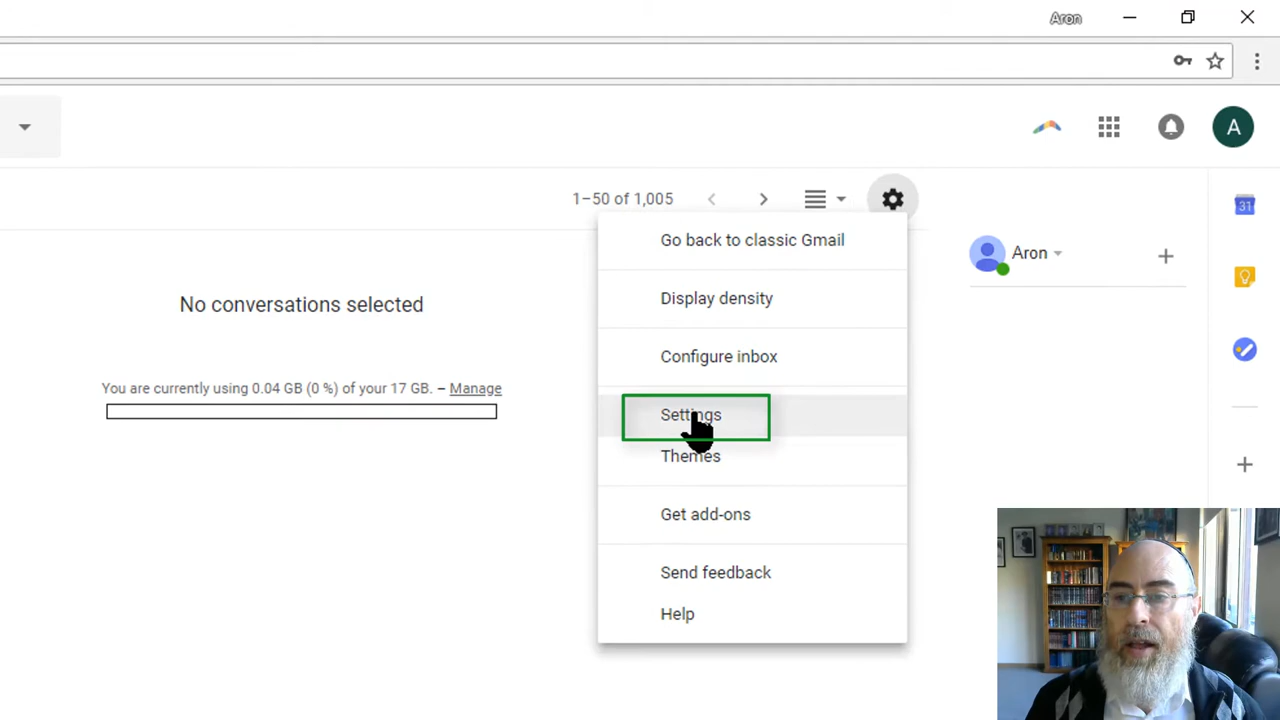 Aron
A
1–50 of 1,005
Go back to classic Gmail
31
Aron
Display density
No conversations selected
Configure inbox
You are currently using 0.04 GB (0 %) of your 17 GB. – Manage
Settings
Themes
Get add-ons
Send feedback
Help